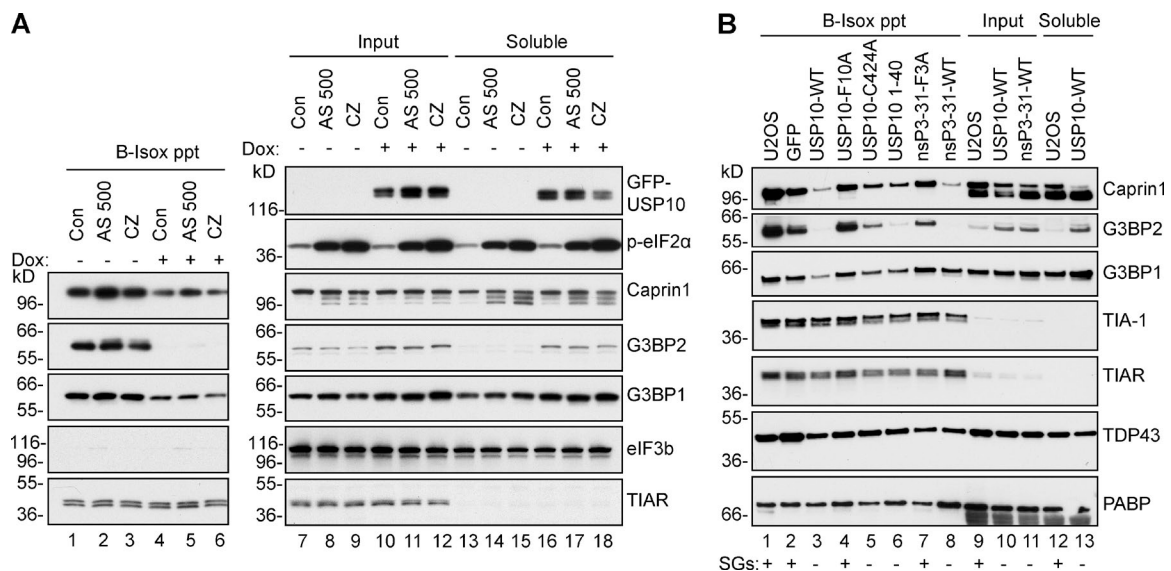 A
B-Isox ppt
Con
AS 500
CZ
Con
AS 500
CZ
Dox: - - - + + +
kD
96-
66-
55-
66-
55-
116-
96-
55-
36-
1 2 3 4 5 6
Input Soluble
Con
AS 500
CZ
Con
AS 500
CZ
Con
AS 500
CZ
Con
AS 500
CZ
Dox: - - - + + + - - - + + +
kD
116-
GFP-
USP10
36-
p-eIF2α
96-
Caprin1
66-
55-
G3BP2
66-
55-
G3BP1
116-
96-
eIF3b
55-
36-
TIAR
7 8 9 10 11 12 13 14 15 16 17 18
B
B-Isox ppt Input Soluble
U2OS
GFP
USP10-WT
USP10-F10A
USP10-C424A
USP10 1-40
nsP3-31-F3A
nsP3-31-WT
U2OS
USP10-WT
nsP3-31-WT
U2OS
USP10-WT
kD
96-
Caprin1
66-
55-
G3BP2
66-
G3BP1
36-
TIA-1
36-
TIAR
55-
36-
TDP43
66-
PABP
1 2 3 4 5 6 7 8 9 10 11 12 13
SGs: + + - + - - + - + - - + -